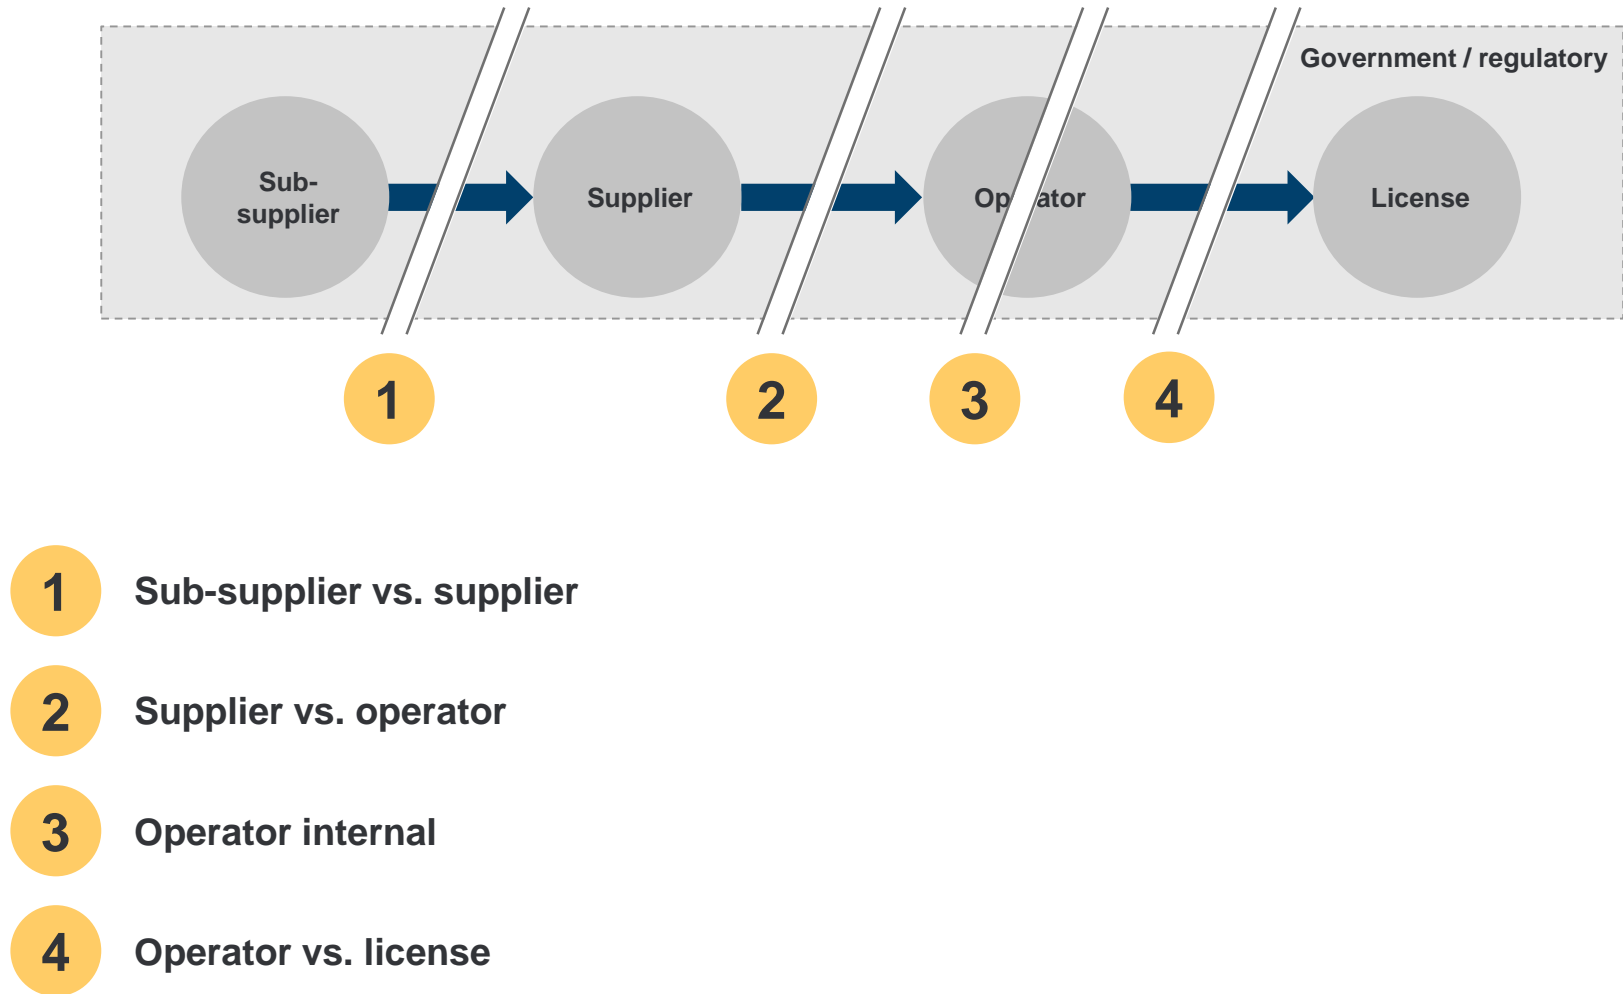 Government / regulatory
Sub-
supplier
Supplier
Operator
License
1
2
3
4
1
Sub-supplier vs. supplier
2
Supplier vs. operator
3
Operator internal
4
Operator vs. license